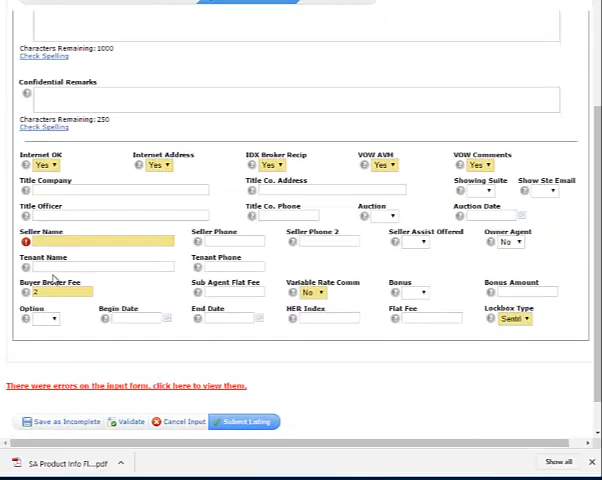 Characters Remaining: 1000
Check Spelling
Confidential Remarks
Characters Remaining: 250
Check Spelling
Internet OK Internet Address IDX Broker Recip VOW AVM VOW Comments
Yes Yes Yes Yes Yes
Title Company Title Co. Address Showing Suite Show Ste Email
Title Officer Title Co. Phone Auction Auction Date
Seller Name Seller Phone Seller Phone 2 Seller Assist Offered Owner Agent
No
Tenant Name Tenant Phone
Buyer Broker Fee Sub Agent Flat Fee Variable Rate Comm Bonus Bonus Amount
2 No
Option Begin Date End Date HER Index Flat Fee Lockbox Type
Sentri
There were errors on the input form, click here to view them.
Save as Incomplete Validate Cancel Input Submit Listing
SA Product Info Fl....pdf Show all